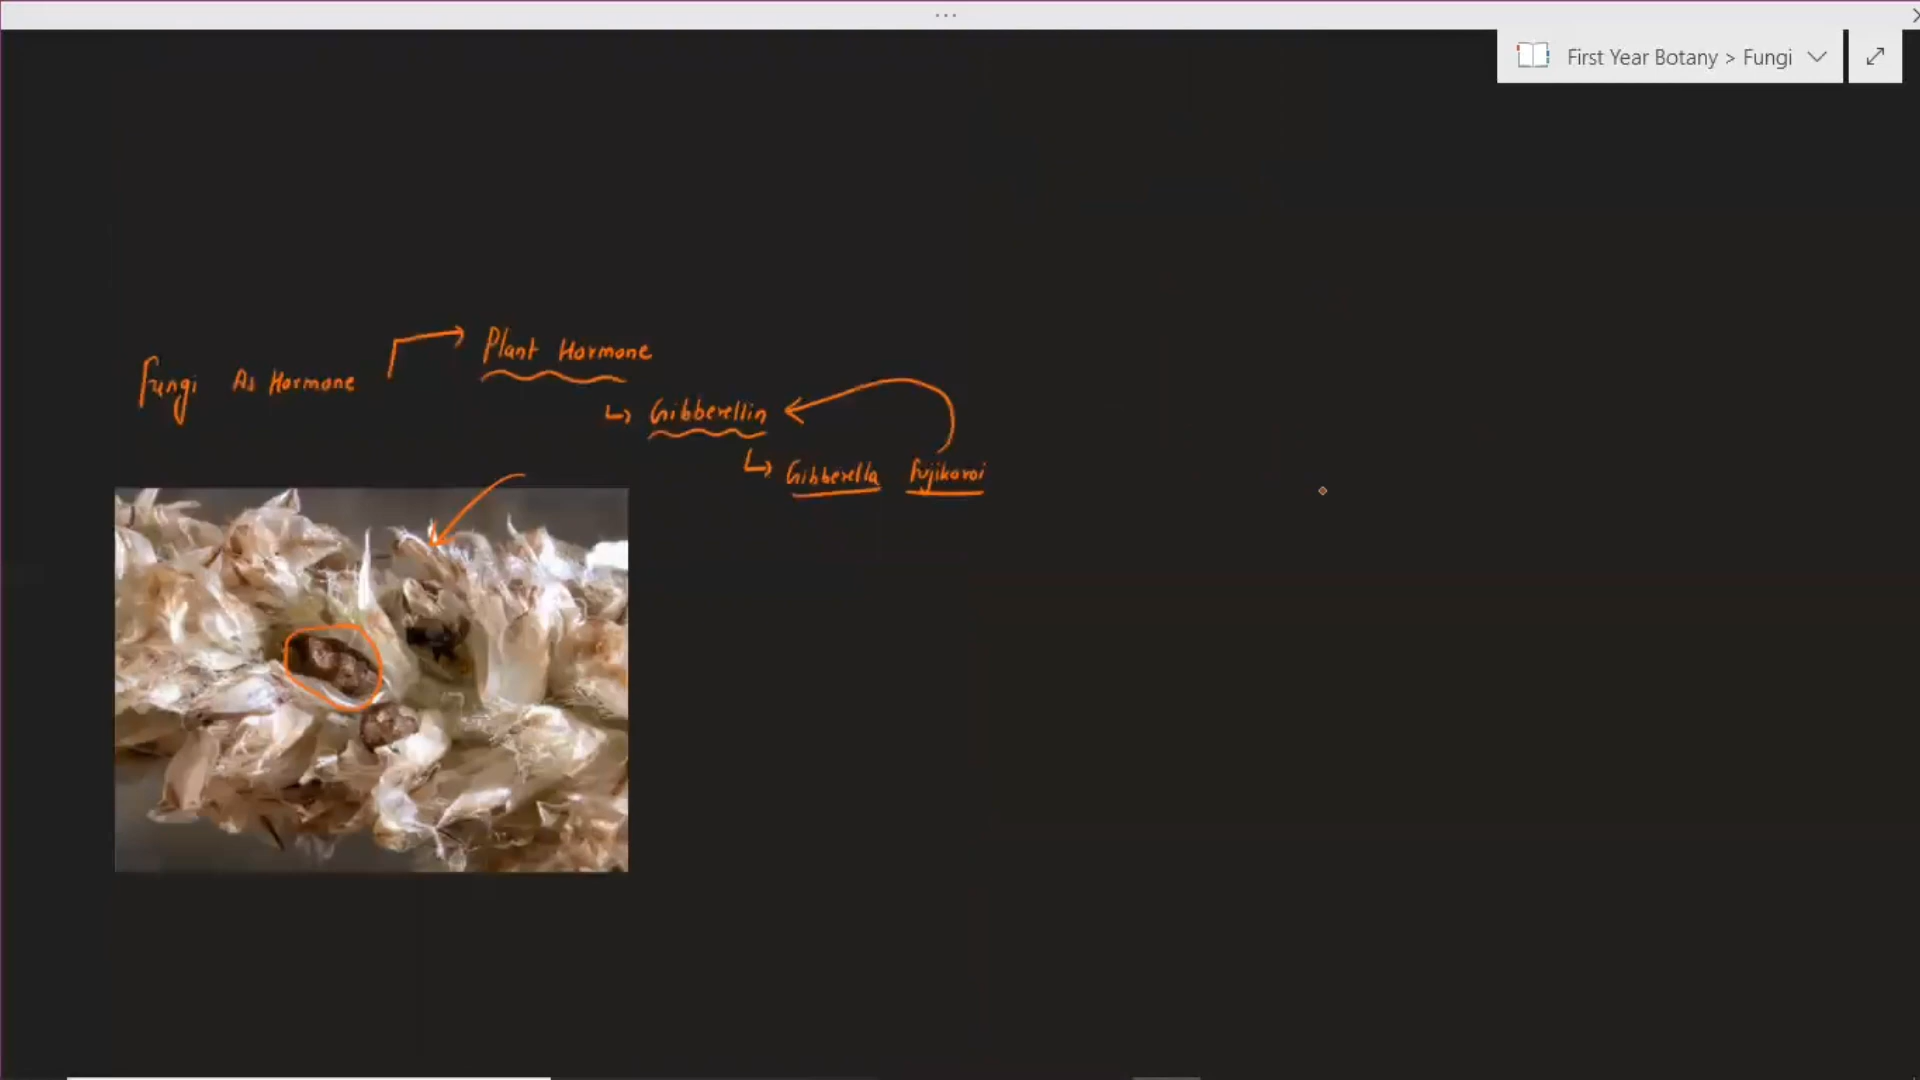 First Year Botany > Fungi
Plant Hormone
Fungi As Hormone
Gibberellin
Gibberella Fujikoroi